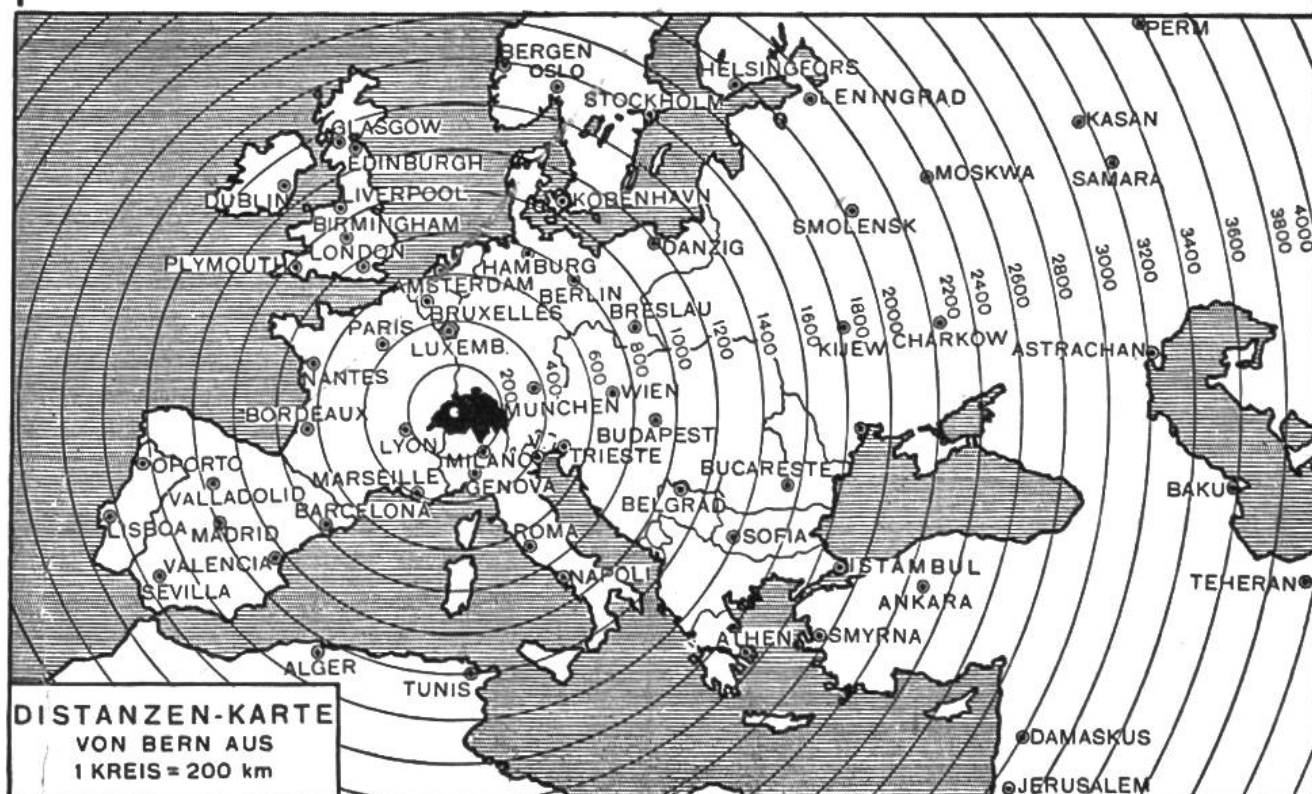 PERM
BERGEN
OSLO
HELSINGFORS
STOCKHOLM
LENINGRAD
KASAN
GLASGOW
EDINBURGH
MOSKWA
SAMARA
DUBLIN
LIVERPOOL
KOBENHAVN
SMOLENSK
BIRMINGHAM
DANZIG
PLYMOUTH
LONDON
HAMBURG
AMSTERDAM
BERLIN
BRUXELLES
BRESLAU
PARIS
LUXEMB.
KIJEW
CHARKOW
ASTRACHAN
200
400
600
800
1000
1200
1400
1600
1800
2000
2200
2400
2600
2800
3000
3200
3400
3600
3800
4000
NANTES
WIEN
MÜNCHEN
BORDEAUX
BUDAPEST
LYON
MILANO
TRIESTE
OPORTO
MARSEILLE
GENOVA
BUCARESTE
VALLADOLID
BELGRAD
BAKU
BARCELONA
LISBOA
MADRID
ROMA
SOFIA
VALENCIA
ISTAMBUL
SEVILLA
NAPOLI
ANKARA
TEHERAN
ATHEN
SMYRNA
ALGER
TUNIS
DAMASKUS
JERUSALEM
DISTANZEN-KARTE
VON BERN AUS
1 KREIS = 200 km